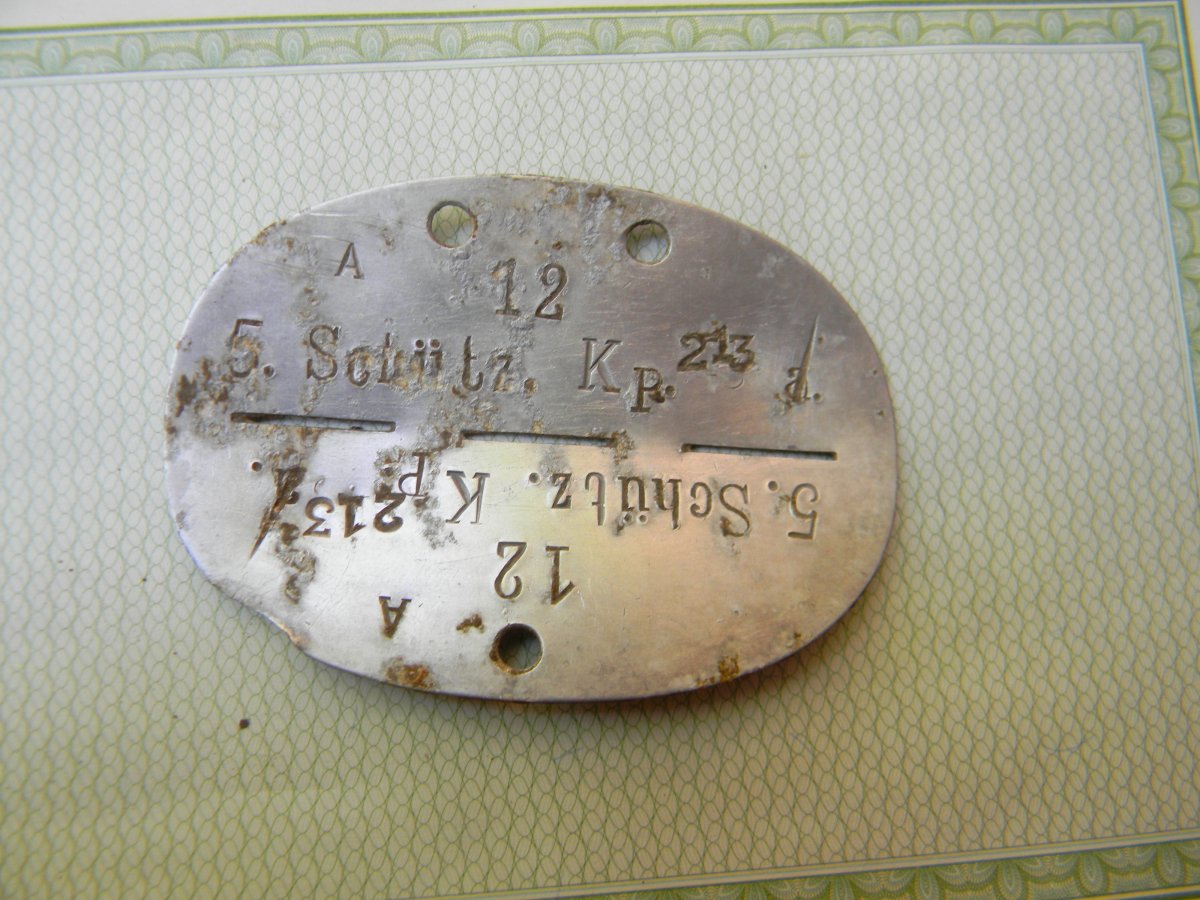 A
12
5. Schütz. Kp. 213 a.
5. Schütz. Kp. 213
12
A